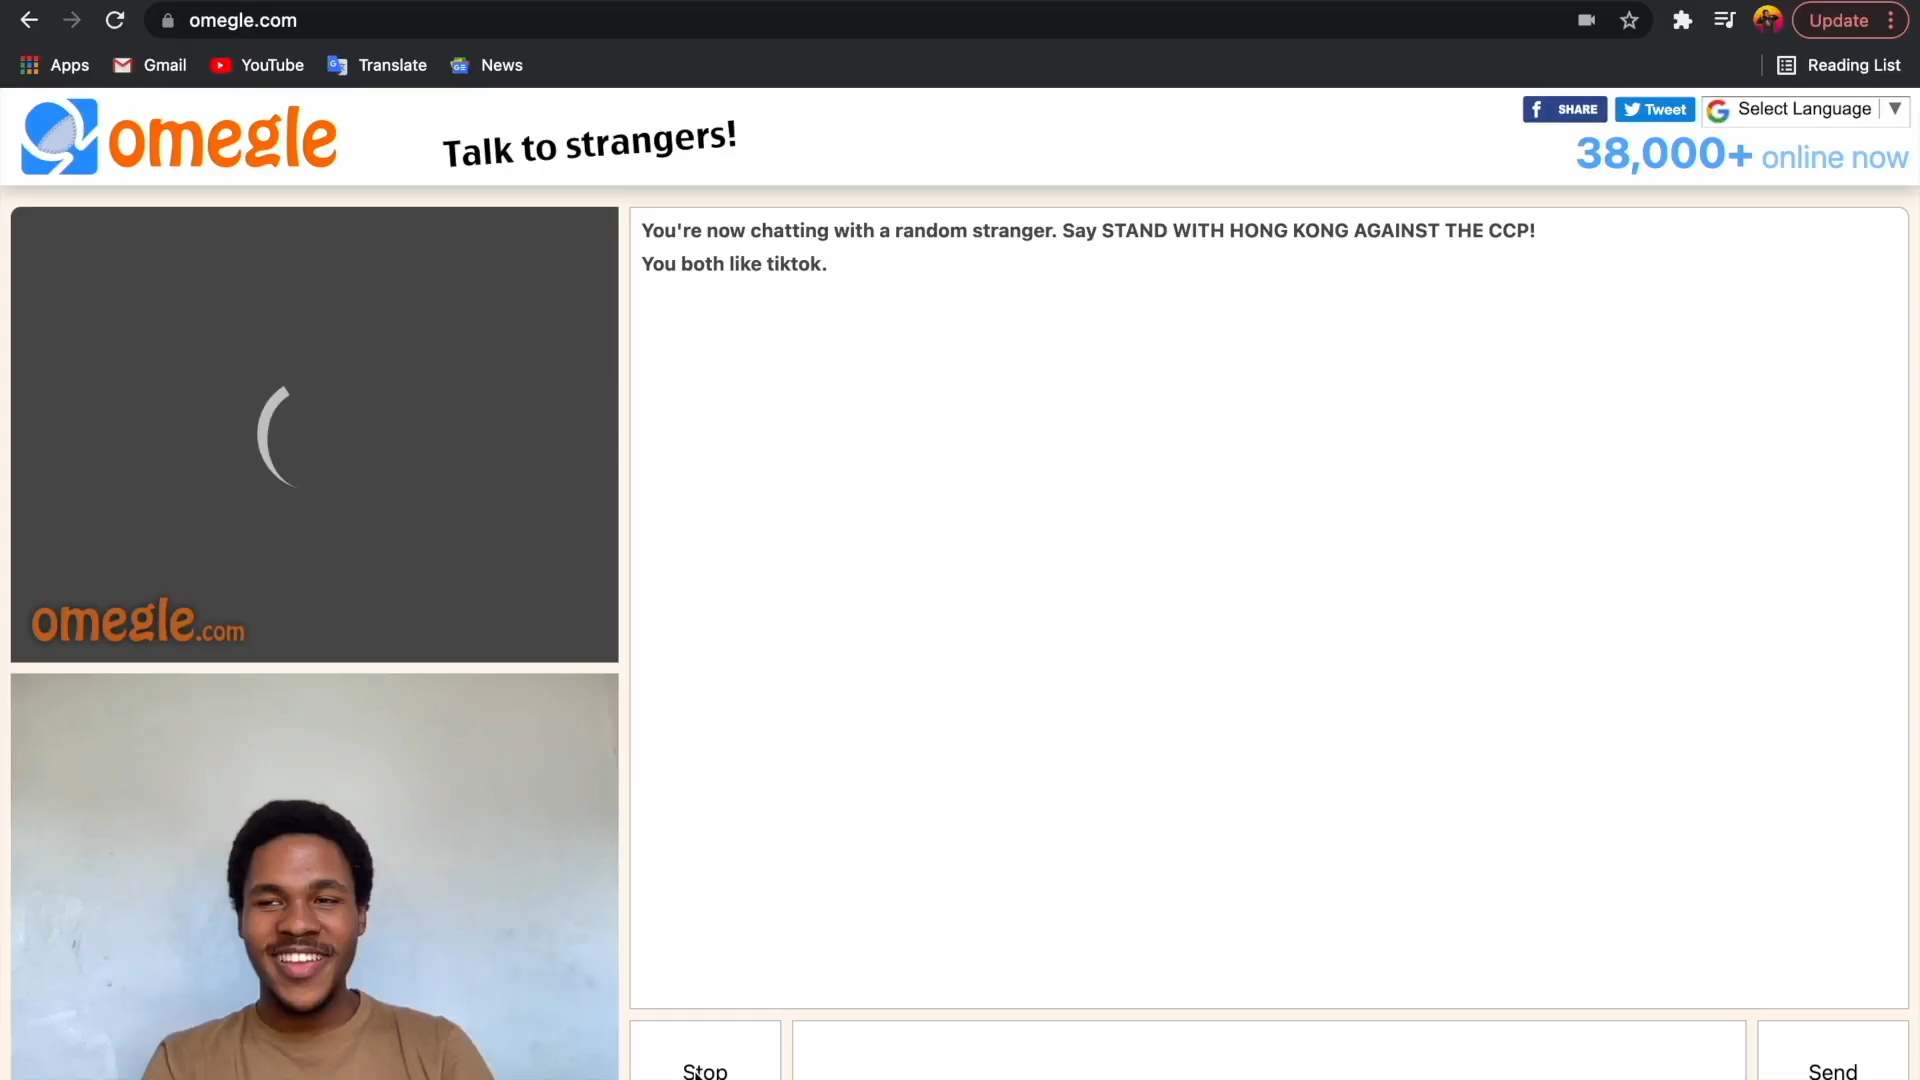 omegle.com
Update
Apps
Gmail
YouTube
Translate
News
Reading List
omegle
Talk to strangers!
SHARE
Tweet
Select Language
38,000+ online now
You're now chatting with a random stranger. Say STAND WITH HONG KONG AGAINST THE CCP!
You both like tiktok.
omegle.com
Stop
Send